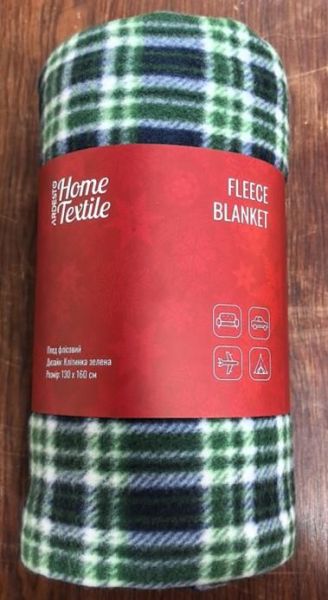 ARDESTO
Home
Textile
FLEECE
BLANKET
Плед флісовий
Дизайн: Клітинка зелена
Розмір: 130 х 160 см